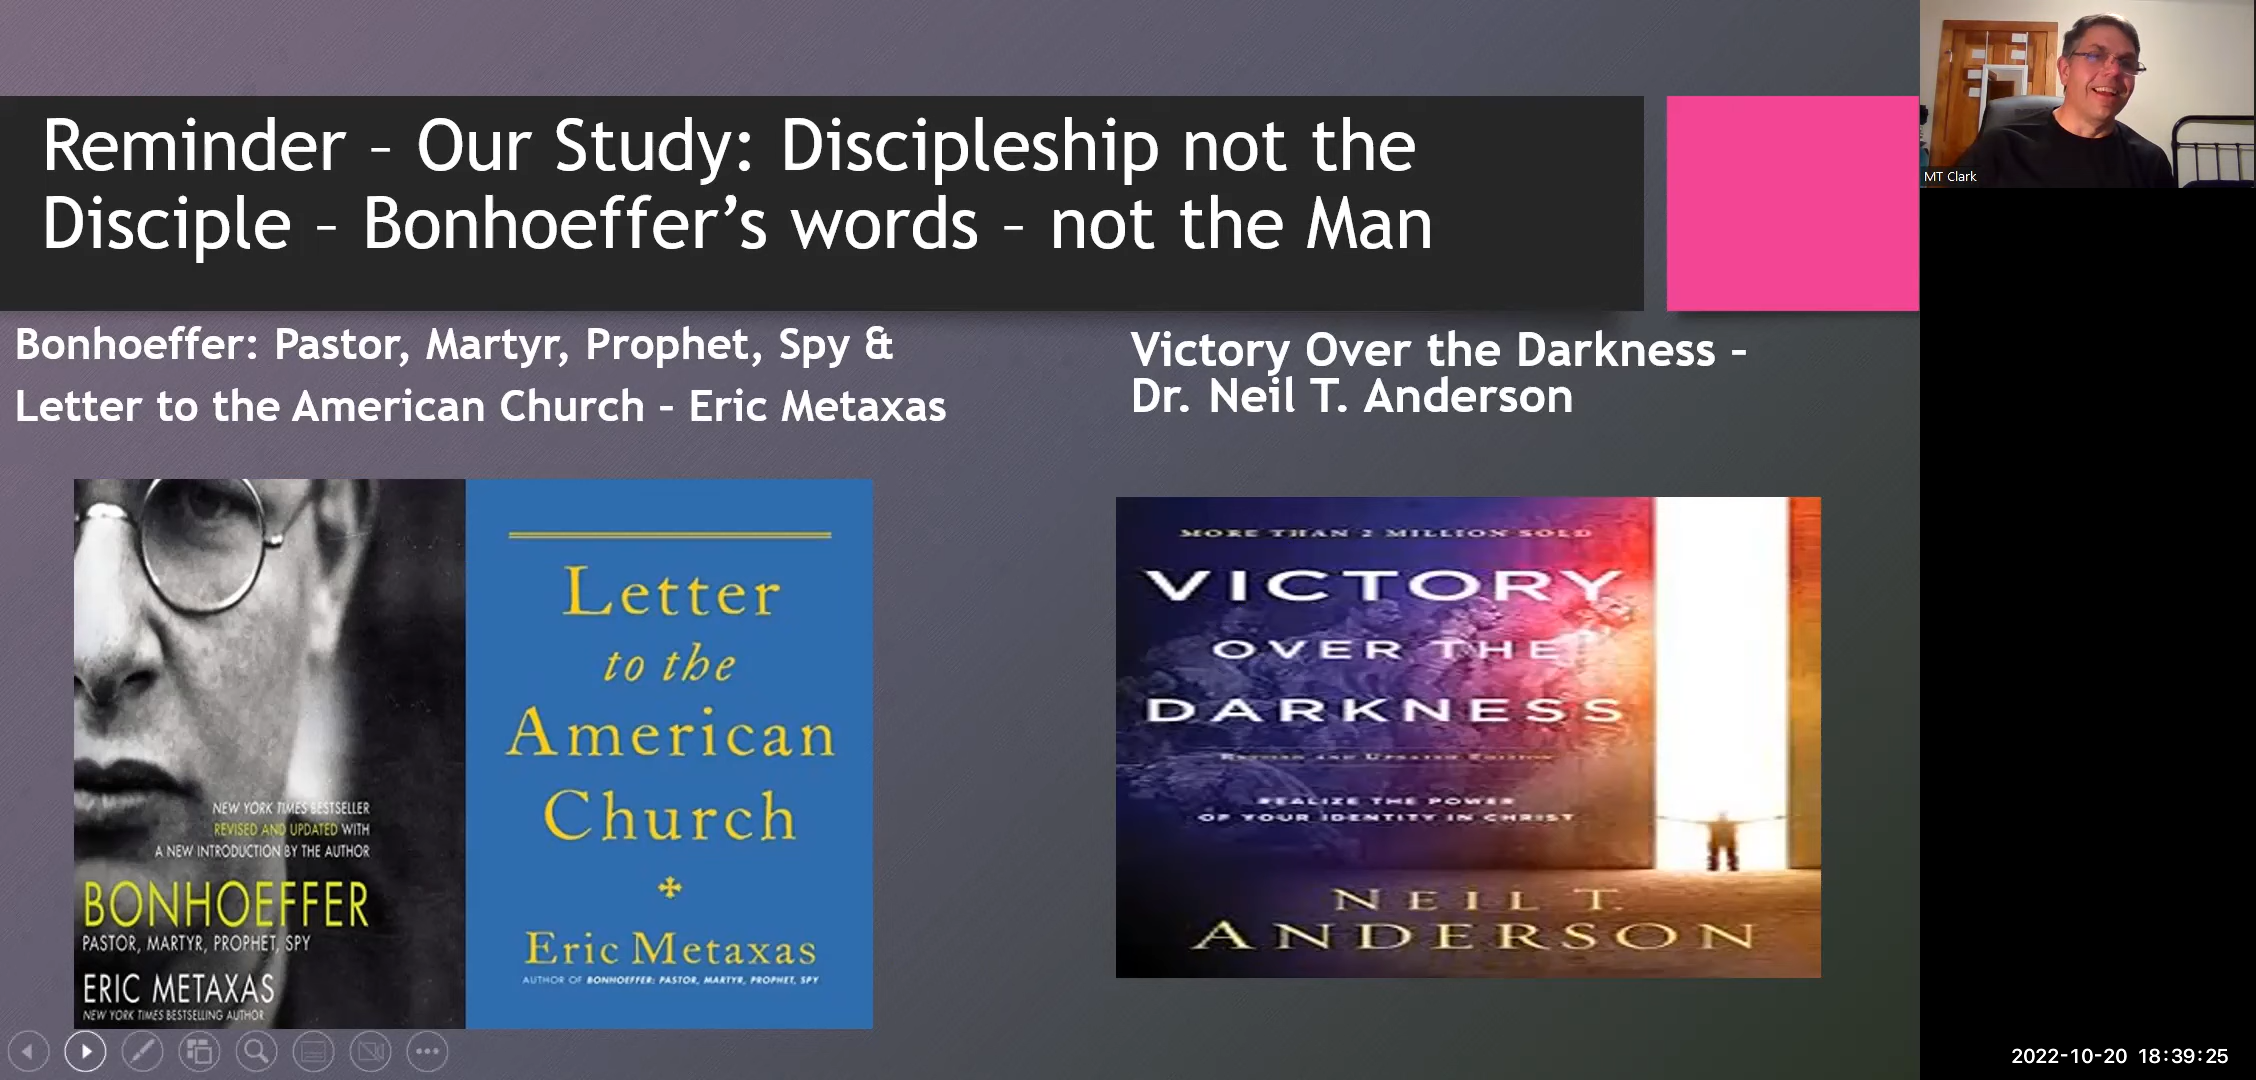 Reminder – Our Study: Discipleship not the
Disciple – Bonhoeffer’s words – not the Man
MT Clark
Bonhoeffer: Pastor, Martyr, Prophet, Spy &
Letter to the American Church – Eric Metaxas
Victory Over the Darkness –
Dr. Neil T. Anderson
NEW YORK TIMES BESTSELLER
REVISED AND UPDATED WITH
A NEW INTRODUCTION BY THE AUTHOR
BONHOEFFER
PASTOR, MARTYR, PROPHET, SPY
ERIC METAXAS
NEW YORK TIMES BESTSELLING AUTHOR
Letter
to the
American
Church
Eric Metaxas
AUTHOR OF BONHOEFFER: PASTOR, MARTYR, PROPHET, SPY
MORE THAN 2 MILLION SOLD
VICTORY
OVER THE
DARKNESS
REVISED AND UPDATED EDITION
REALIZE THE POWER
OF YOUR IDENTITY IN CHRIST
NEIL T.
ANDERSON
2022-10-20 18:39:25